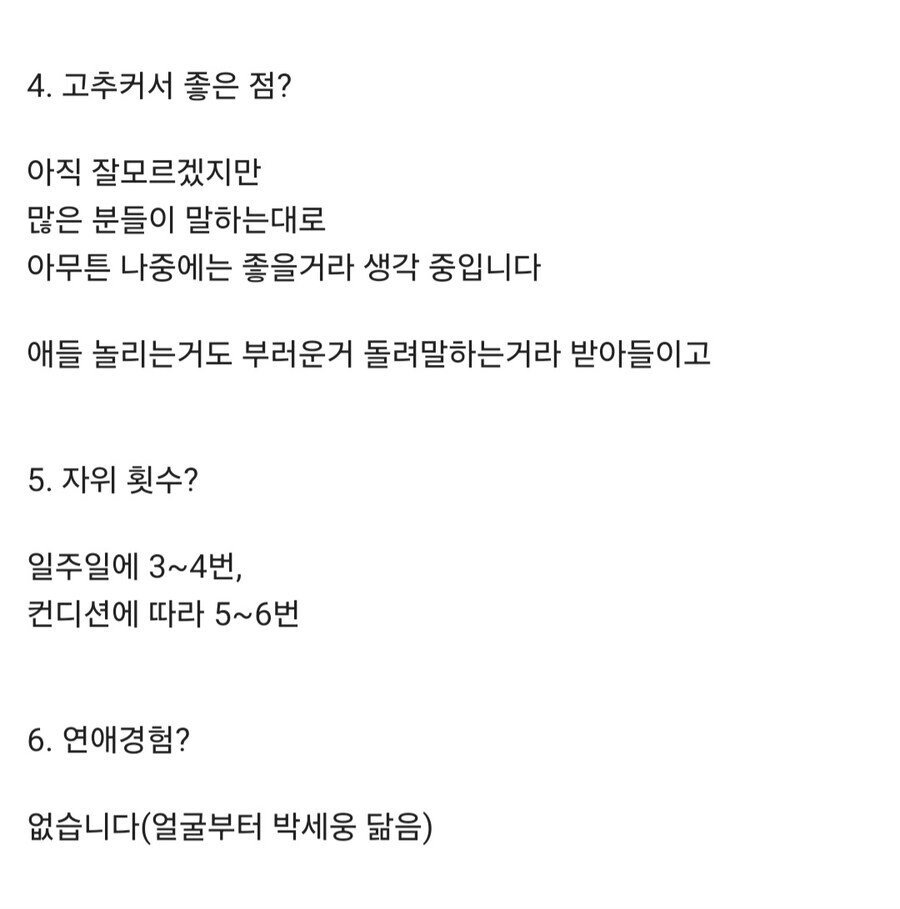 4. 고추커서 좋은 점?
아직 잘모르겠지만
많은 분들이 말하는대로
아무튼 나중에는 좋을거라 생각 중입니다
애들 놀리는거도 부러운거 돌려말하는거라 받아들이고
5. 자위 횟수?
일주일에 3~4번,
컨디션에 따라 5~6번
6. 연애경험?
없습니다(얼굴부터 박세웅 닮음)